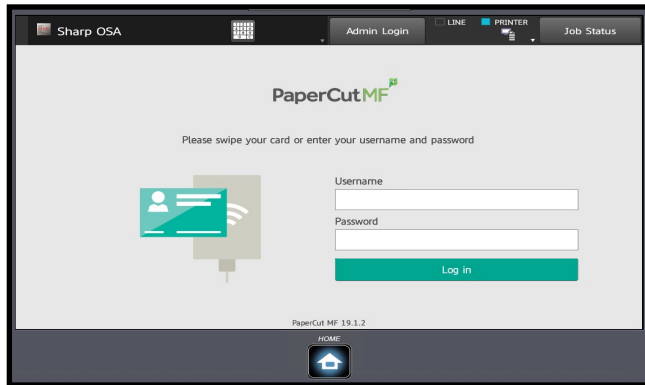 Sharp OSA
Admin Login
LINE
PRINTER
Job Status
PaperCutMF
Please swipe your card or enter your username and password
Username
Password
Log in
PaperCut MF 19.1.2
HOME